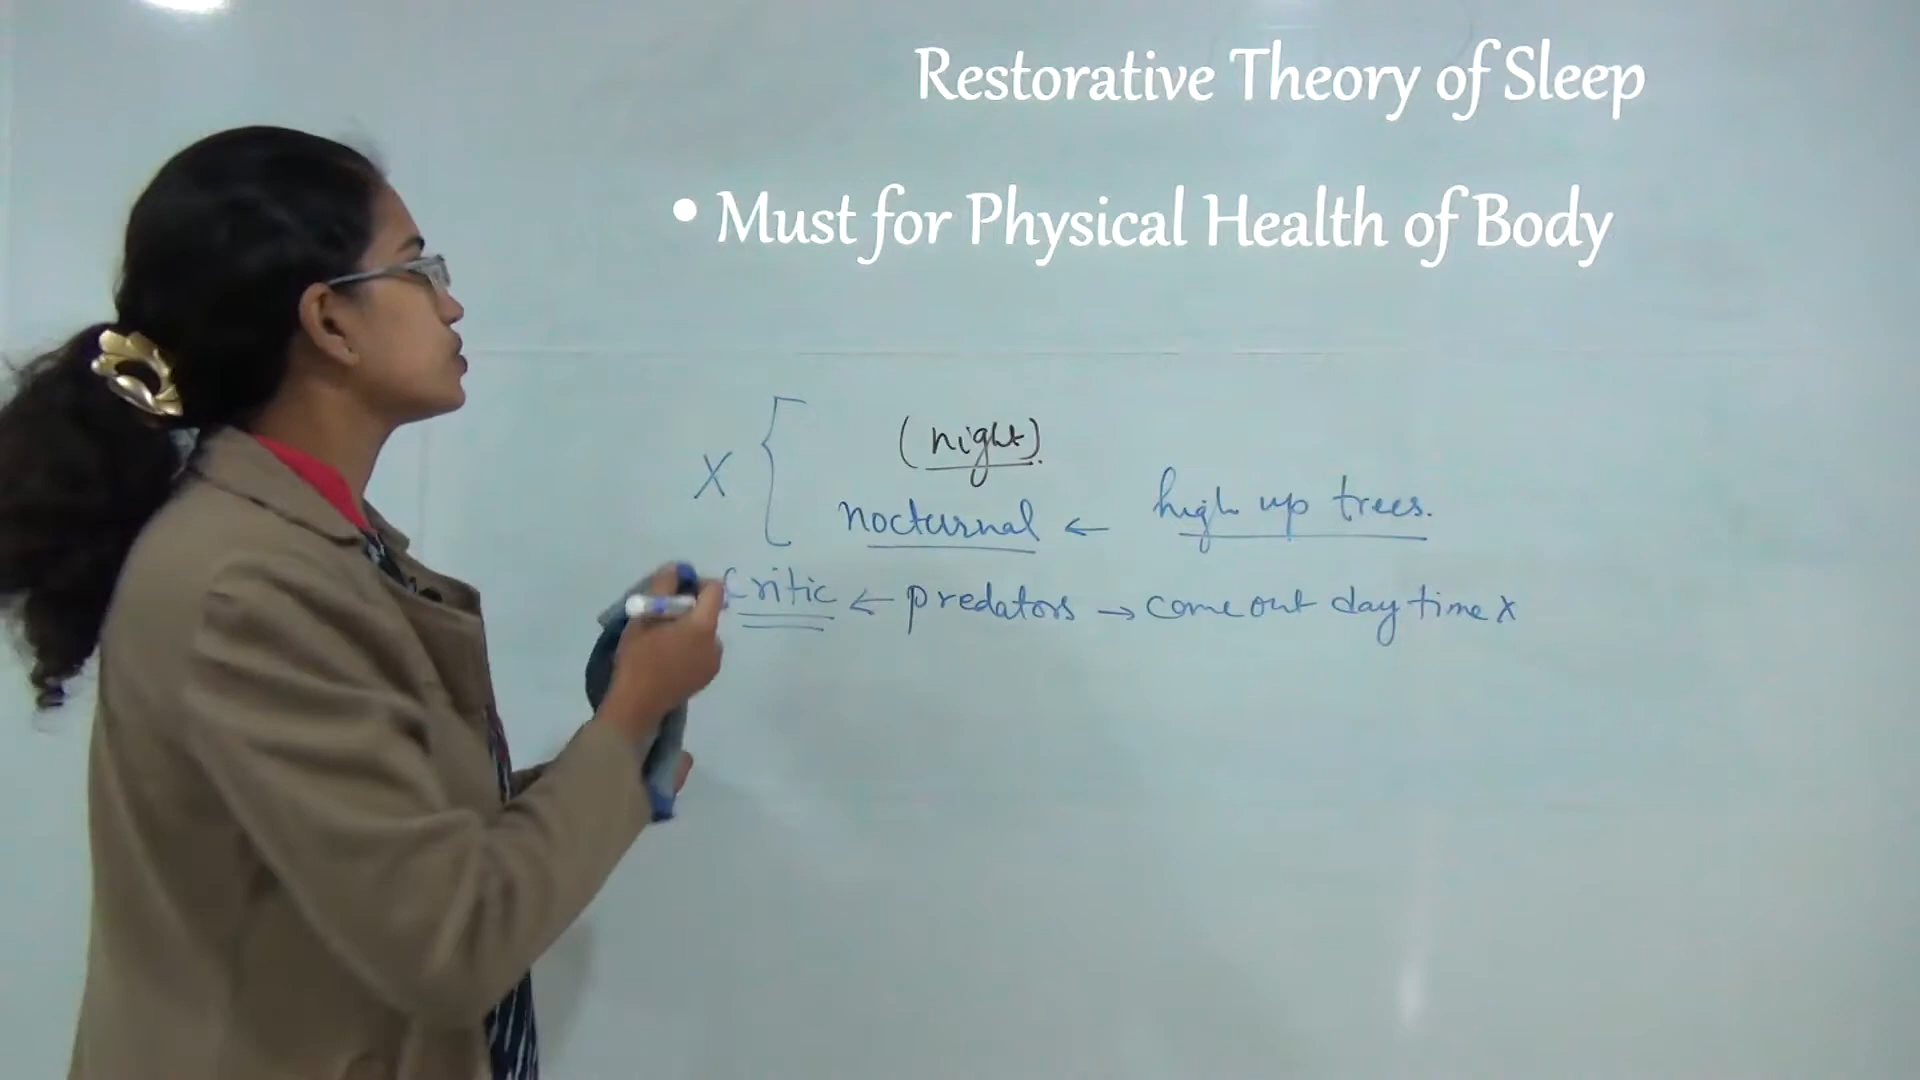 Restorative Theory of Sleep
• Must for Physical Health of Body
(night).
X { nocturnal ← high up trees.
Critic ← predators → come out day time x